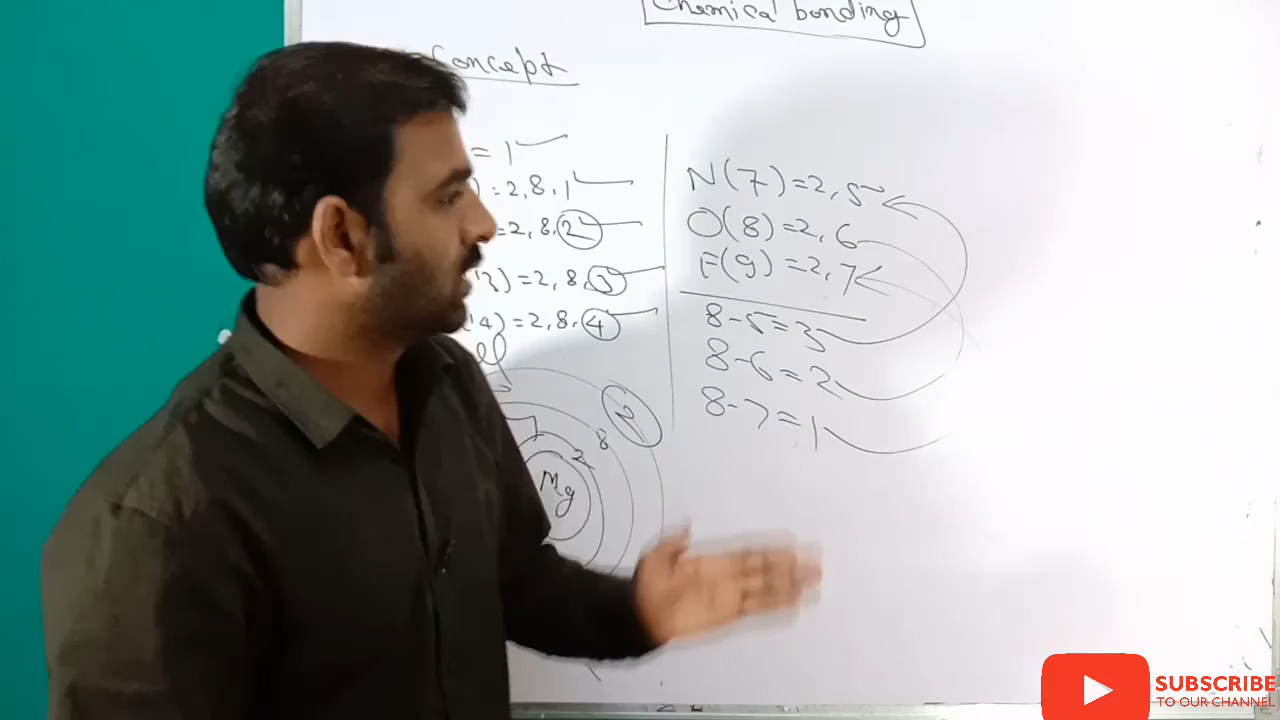 Chemical bonding
Concept
= 1
) = 2, 8, 1
= 2, 8, 2
3) = 2, 8, 3
14) = 2, 8, 4
N(7) = 2, 5
O(8) = 2, 6
F(9) = 2, 7
8 - 5 = 3
8 - 6 = 2
8 - 7 = 1
2
8
2
Mg
SUBSCRIBE
TO OUR CHANNEL